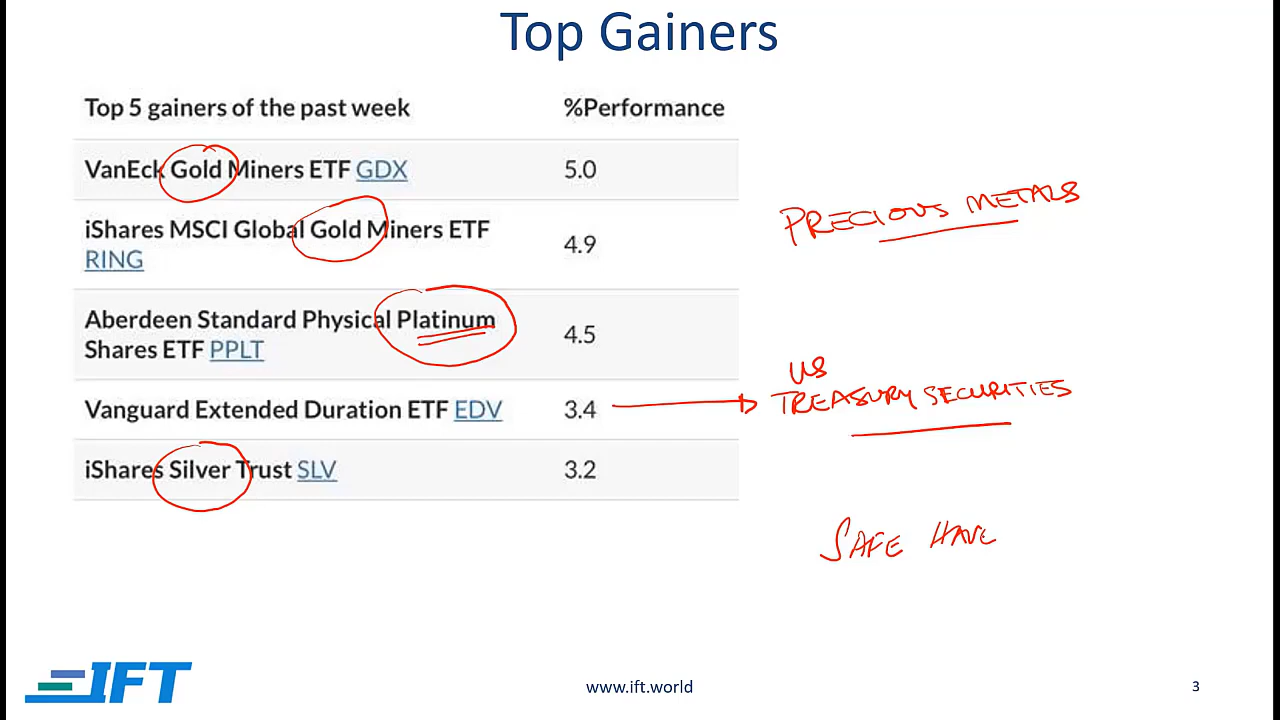 Top Gainers
Top 5 gainers of the past week %Performance
VanEck Gold Miners ETF GDX 5.0
iShares MSCI Global Gold Miners ETF
RING 4.9
Aberdeen Standard Physical Platinum
Shares ETF PPLT 4.5
Vanguard Extended Duration ETF EDV 3.4
iShares Silver Trust SLV 3.2
PRECIOUS METALS
US
TREASURY SECURITIES
SAFE HAVE
IFT
www.ift.world
3